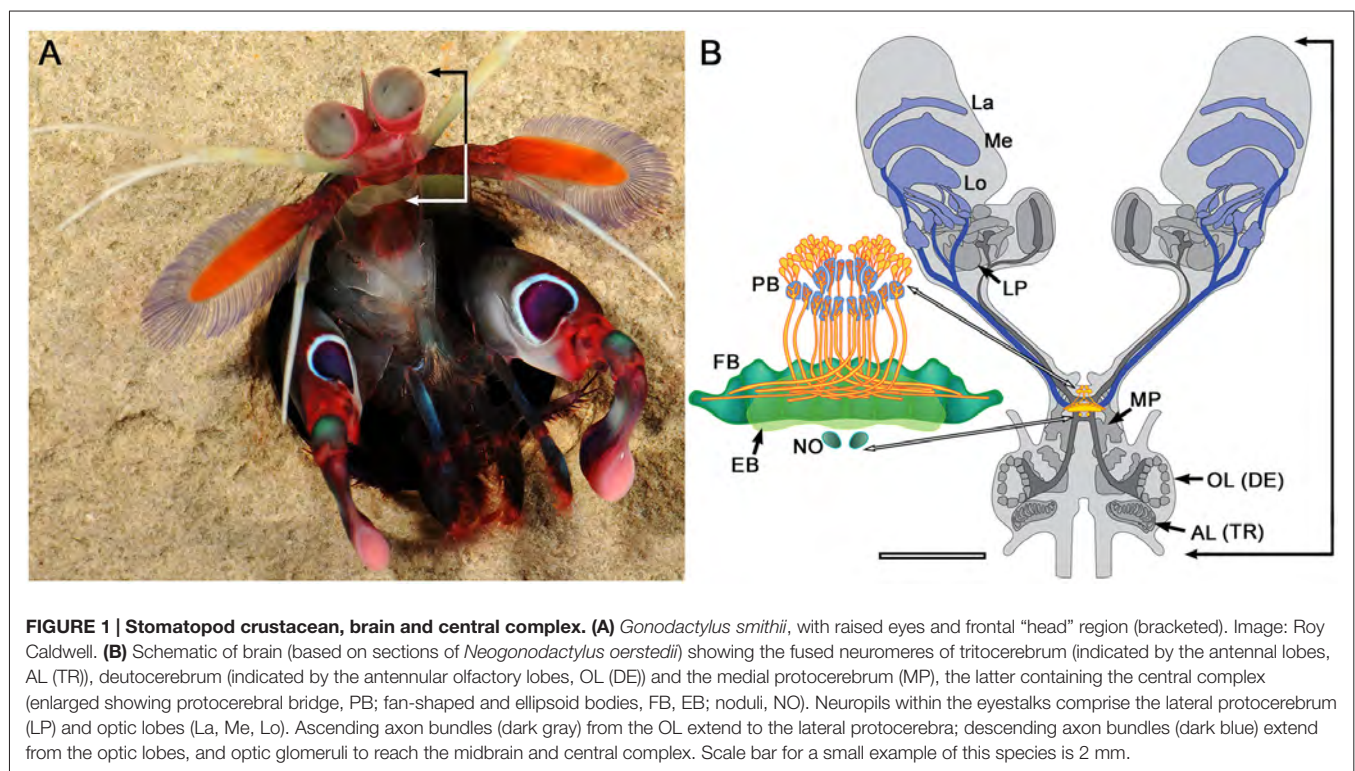 A
B
La
Me
Lo
PB
LP
FB
MP
EB
NO
OL (DE)
AL (TR)
FIGURE 1 | Stomatopod crustacean, brain and central complex. (A) Gonodactylus smithii, with raised eyes and frontal “head” region (bracketed). Image: Roy
Caldwell. (B) Schematic of brain (based on sections of Neogonodactylus oerstedii) showing the fused neuromeres of tritocerebrum (indicated by the antennal lobes,
AL (TR)), deutocerebrum (indicated by the antennular olfactory lobes, OL (DE)) and the medial protocerebrum (MP), the latter containing the central complex
(enlarged showing protocerebral bridge, PB; fan-shaped and ellipsoid bodies, FB, EB; noduli, NO). Neuropils within the eyestalks comprise the lateral protocerebrum
(LP) and optic lobes (La, Me, Lo). Ascending axon bundles (dark gray) from the OL extend to the lateral protocerebra; descending axon bundles (dark blue) extend
from the optic lobes, and optic glomeruli to reach the midbrain and central complex. Scale bar for a small example of this species is 2 mm.